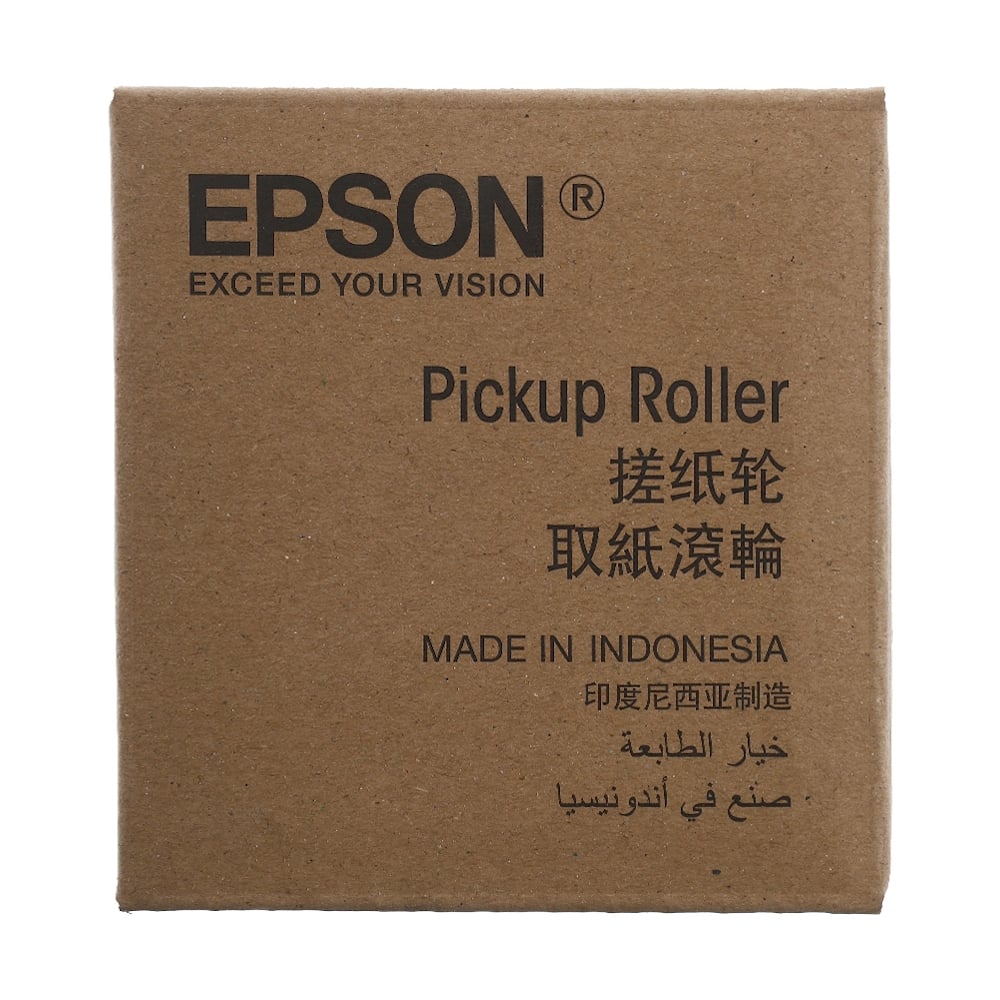 EPSON®
EXCEED YOUR VISION
Pickup Roller
搓纸轮
取紙滾輪
MADE IN INDONESIA
印度尼西亚制造
خيار الطابعة
صنع في أندونيسيا